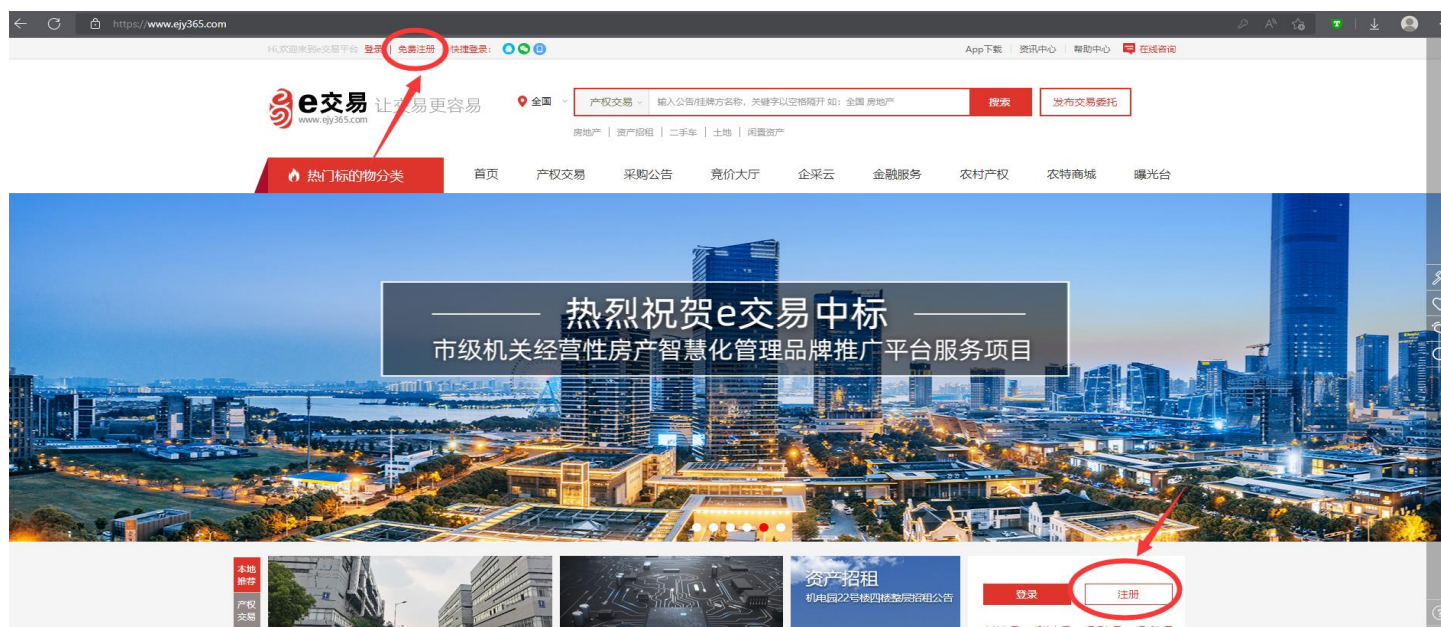 https://www.ejy365.com
Hi,欢迎来到e交易平台 登录 | 免费注册 快捷登录:
App下载 资讯中心 帮助中心 在线咨询
e交易 让交易更容易
www.ejy365.com
全国
产权交易 输入公告/挂牌方名称,关键字以空格隔开 如: 全国 房地产 搜索 发布交易委托
房地产 | 资产招租 | 二手车 | 土地 | 闲置资产
热门标的物分类 首页 产权交易 采购公告 竞价大厅 企采云 金融服务 农村产权 农特商城 曝光台
热烈祝贺e交易中标
市级机关经营性房产智慧化管理品牌推广平台服务项目
本地
推荐
产权
交易
资产招租
机电园22号楼四楼整层招租公告
登录 注册